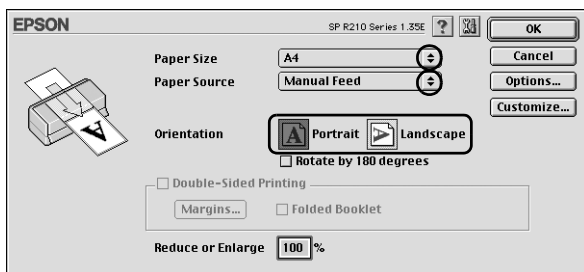 EPSON SP R210 Series 1.35E ? OK
Paper Size A4 Cancel
Paper Source Manual Feed Options...
Customize...
Orientation A Portrait A Landscape
Rotate by 180 degrees
Double-Sided Printing
Margins... Folded Booklet
Reduce or Enlarge 100 %
A